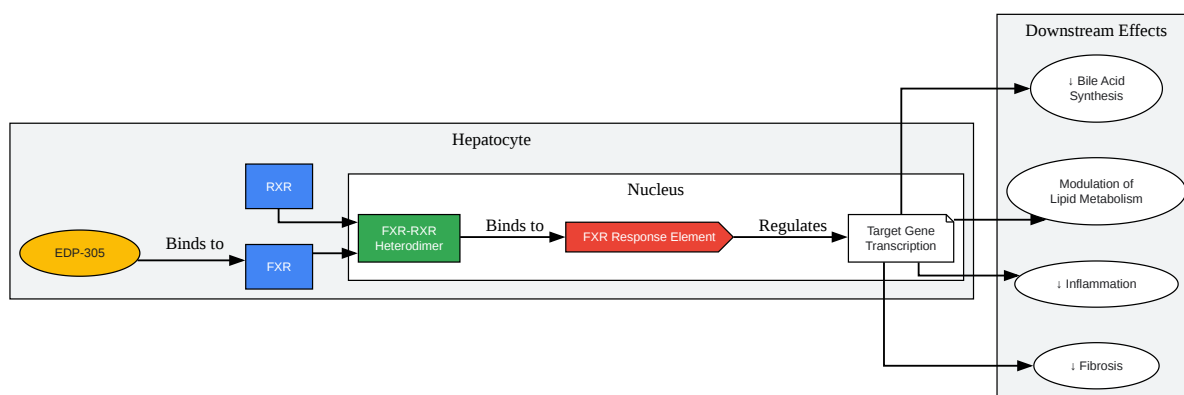 Downstream Effects
↓ Bile Acid
Synthesis
Hepatocyte
RXR
Nucleus
Modulation of
Lipid Metabolism
EDP-305
Binds to
FXR
FXR-RXR
Heterodimer
Binds to
FXR Response Element
Regulates
Target Gene
Transcription
↓ Inflammation
↓ Fibrosis